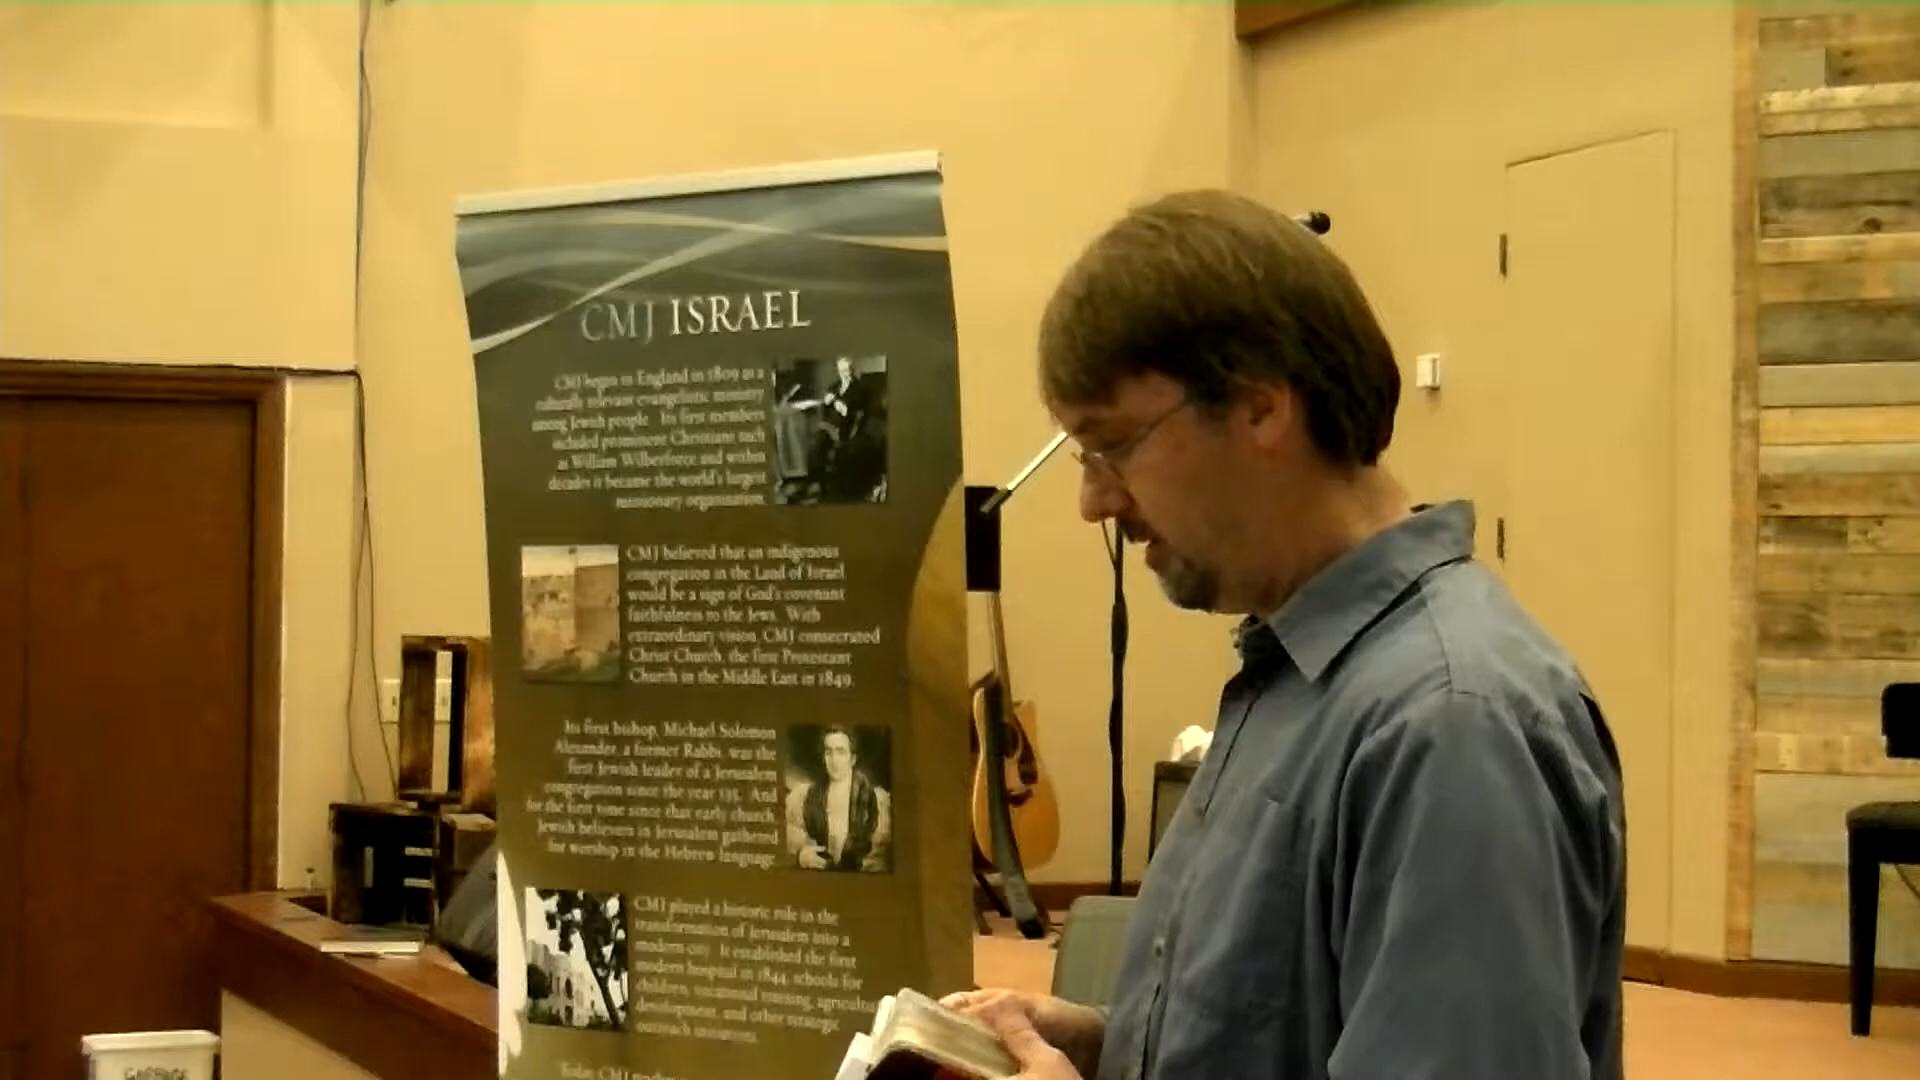 CMJ ISRAEL
CMJ began in England in 1809 as a
culturally relevant evangelistic ministry
among Jewish people. Its first members
included prominent Christians such
as William Wilberforce and within
decades it became the world's largest
missionary organisation.
CMJ believed that an indigenous
congregation in the Land of Israel
would be a sign of God's covenant
faithfulness to the Jews. With
extraordinary vision, CMJ consecrated
Christ Church, the first Protestant
Church in the Middle East in 1849.
Its first bishop, Michael Solomon
Alexander, a former Rabbi, was the
first Jewish leader of a Jerusalem
congregation since the year 135. And
for the first time since that early church,
Jewish believers in Jerusalem gathered
for worship in the Hebrew language.
CMJ played a historic role in the
transformation of Jerusalem into a
modern city. It established the first
modern hospital in 1844, schools for
children, vocational training,
development, and other strategic
outreach
Today CMJ
GARBAGE